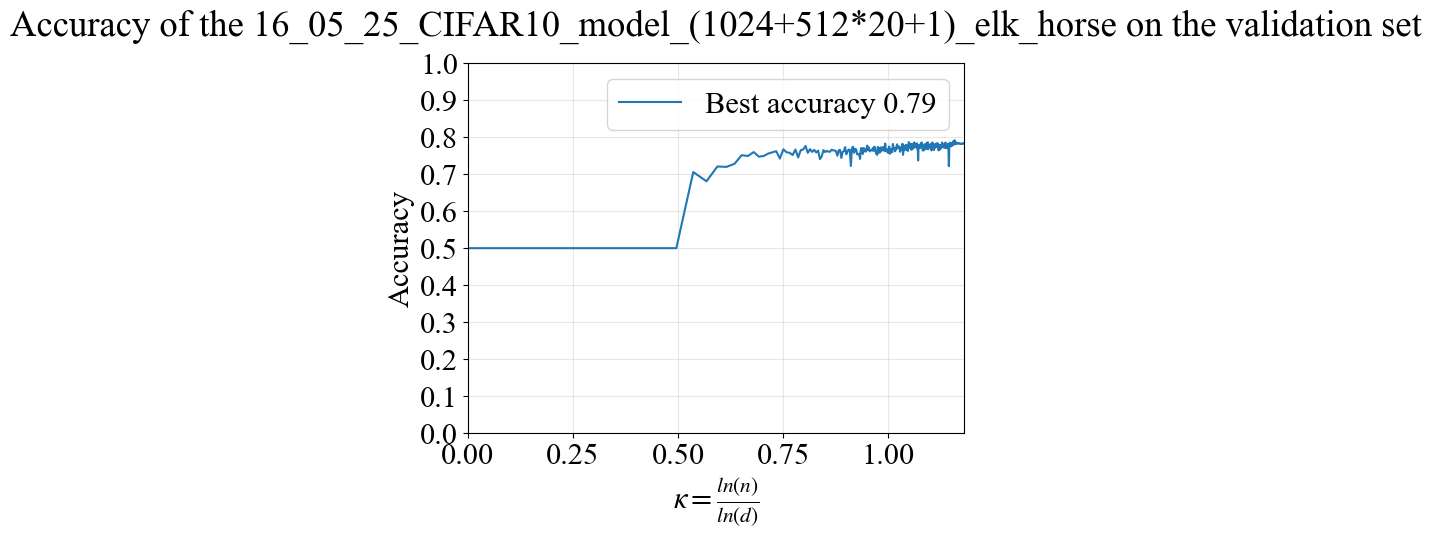 Accuracy of the 16_05_25_CIFAR10_model_(1024+512*20+1)_elk_horse on the validation set
Best accuracy 0.79
Accuracy
1.0
0.9
0.8
0.7
0.6
0.5
0.4
0.3
0.2
0.1
0.0
0.00 0.25 0.50 0.75 1.00
κ = ln(n)/ln(d)